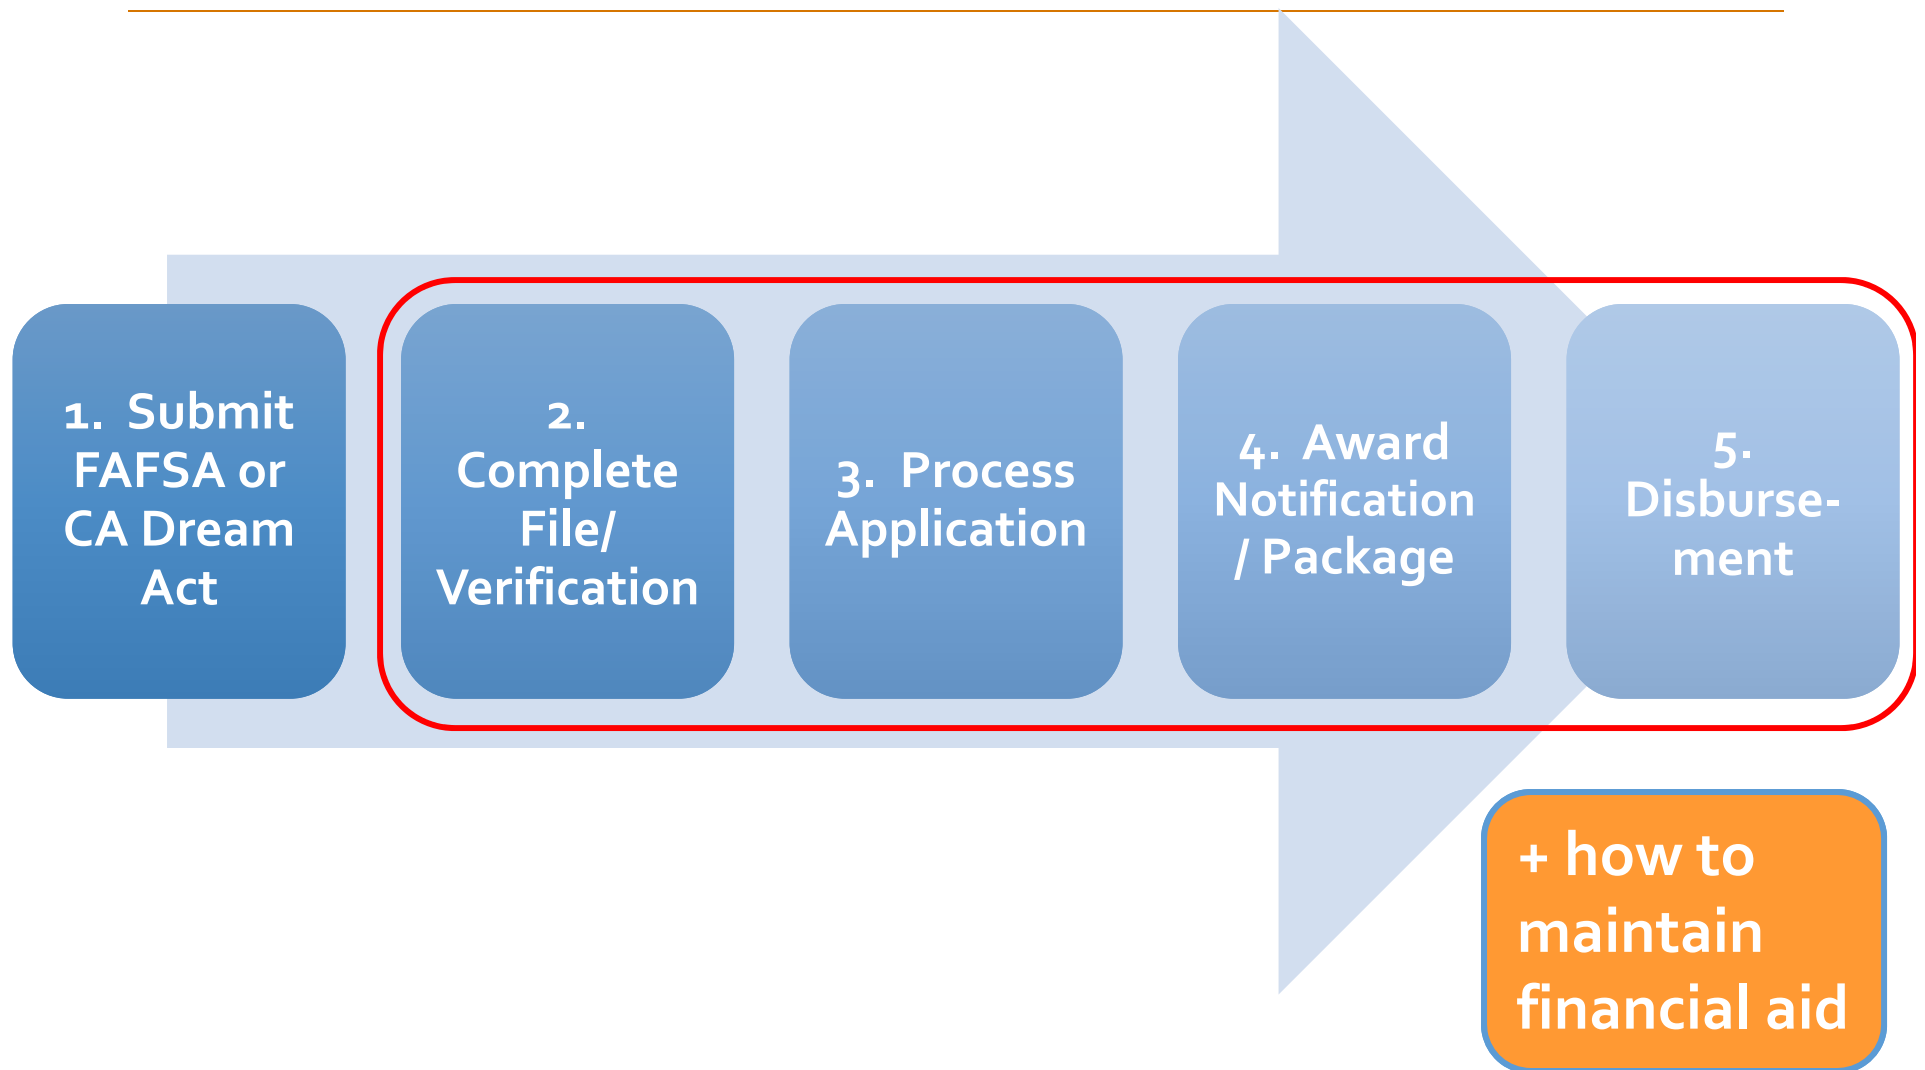 1. Submit
FAFSA or
CA Dream
Act
2.
Complete
File/
Verification
3. Process
Application
4. Award
Notification
/ Package
5.
Disburse-
ment
+ how to
maintain
financial aid